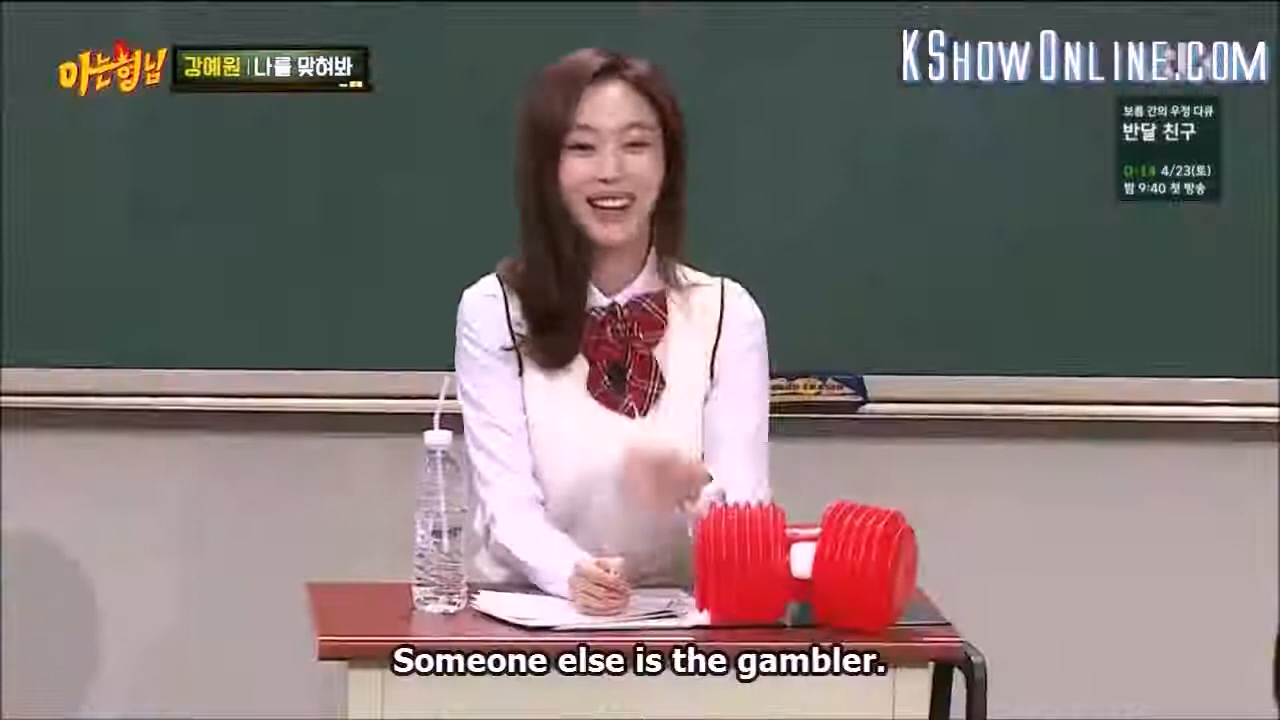 아는형님
강예원 | 나를 맞혀봐
KSHOWONLINE.COM
보름 간의 우정 다큐
반달 친구
D-14 4/23(토)
밤 9:40 첫 방송
Someone else is the gambler.